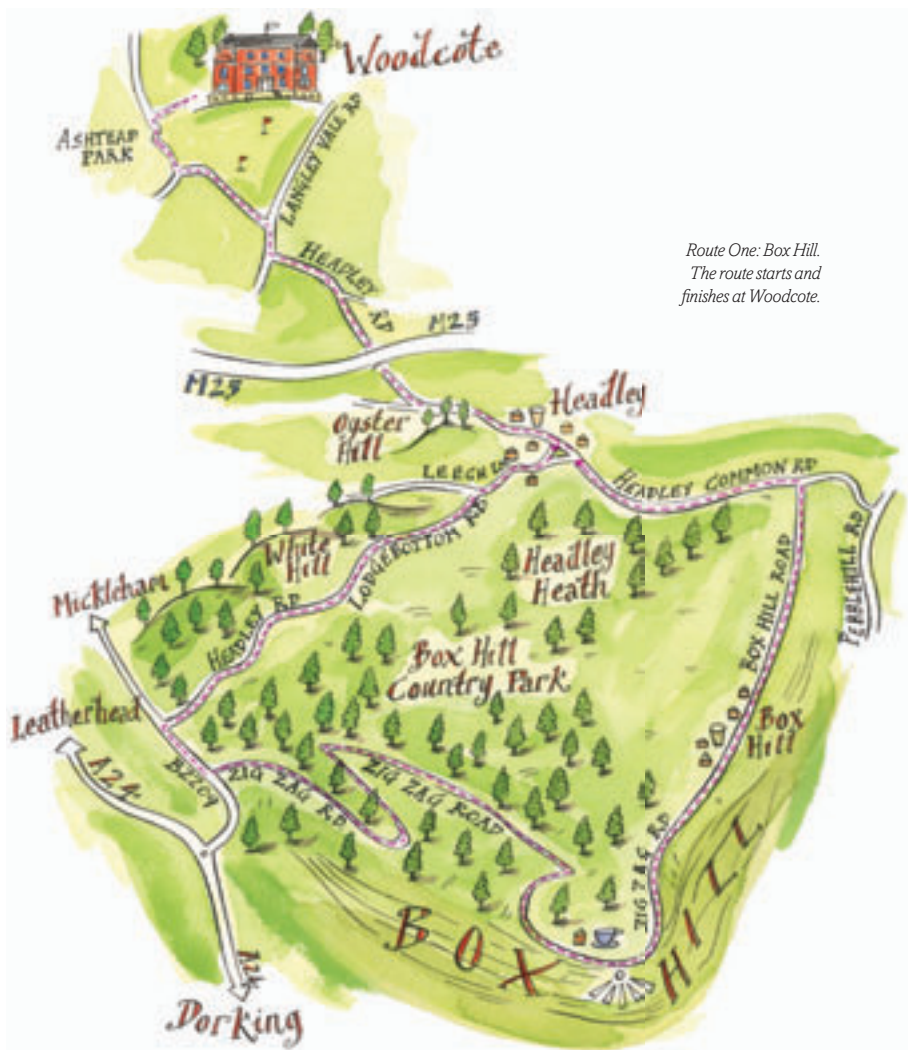 Woodcote
ASHTEAD
PARK
LANGLEY VALE RD
HEADLEY
RD
Route One: Box Hill.
The route starts and
finishes at Woodcote.
M25
M25
Headley
Oyster
Hill
HEADLEY COMMON RD
LODGEBOTTOM RD
White
Hill
Headley
Heath
BOX HILL ROAD
PEBBLEHILL RD
Mickleham
HEADLEY RD
Box Hill
Country Park
Box
Hill
Leatherhead
A24
ZIG ZAG RD
ZIG ZAG ROAD
ZIG ZAG RD
BOX HILL
A24
Dorking